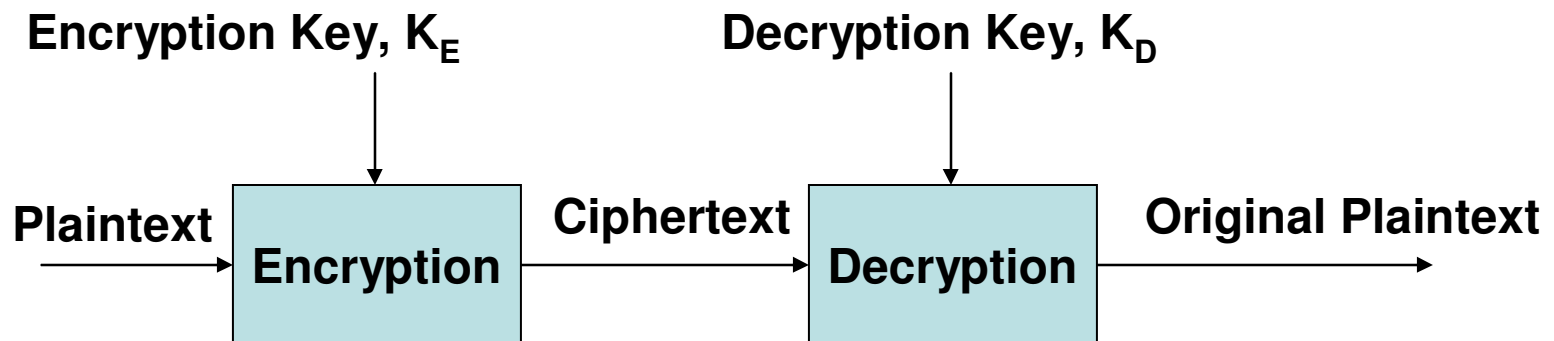 Encryption Key, K_E
Decryption Key, K_D
Plaintext
Encryption
Ciphertext
Decryption
Original Plaintext